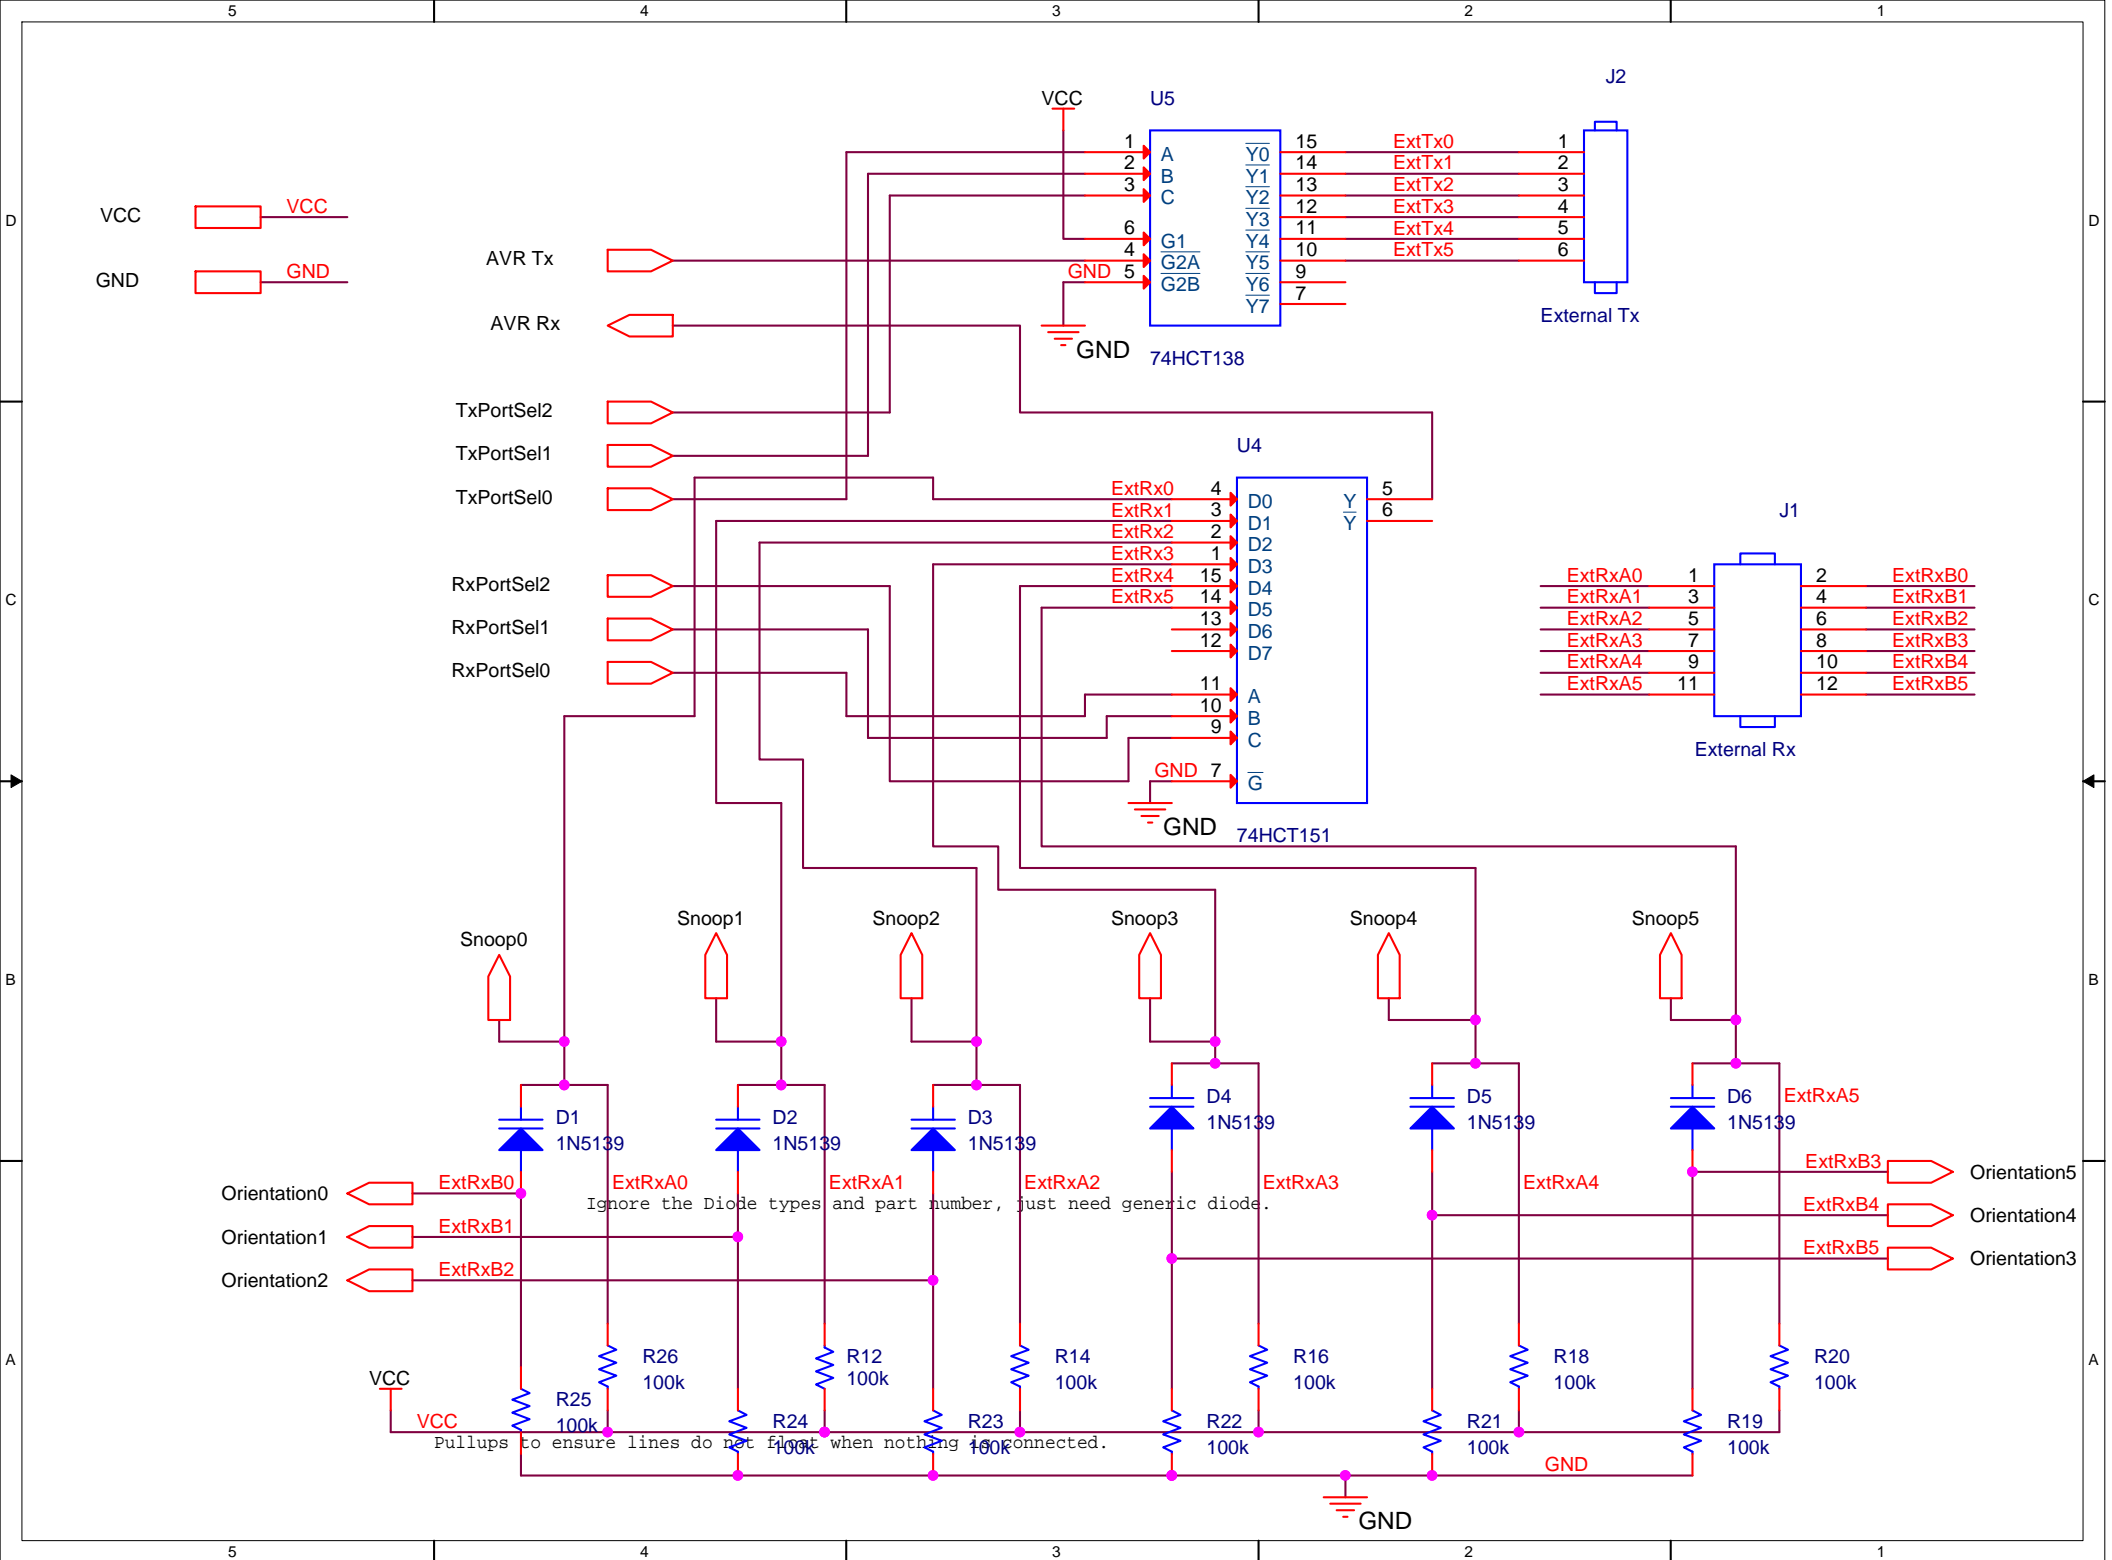 5 4 3 2 1
J2
VCC U5
1 A Y0 15 ExtTx0 1
2 B Y1 14 ExtTx1 2
3 C Y2 13 ExtTx2 3
Y3 12 ExtTx3 4
6 G1 Y4 11 ExtTx4 5
4 G2A Y5 10 ExtTx5 6
GND 5 G2B Y6 9
Y7 7
External Tx
GND
74HCT138
VCC VCC
GND GND
D D
AVR Tx
AVR Rx
TxPortSel2
TxPortSel1
TxPortSel0
U4
ExtRx0 4 D0 Y 5
ExtRx1 3 D1 Y 6
ExtRx2 2 D2
ExtRx3 1 D3
ExtRx4 15 D4
ExtRx5 14 D5
13 D6
12 D7
11 A
10 B
9 C
GND 7 G
GND
74HCT151
RxPortSel2
RxPortSel1
RxPortSel0
C C
J1
ExtRxA0 1 2 ExtRxB0
ExtRxA1 3 4 ExtRxB1
ExtRxA2 5 6 ExtRxB2
ExtRxA3 7 8 ExtRxB3
ExtRxA4 9 10 ExtRxB4
ExtRxA5 11 12 ExtRxB5
External Rx
Snoop0 Snoop1 Snoop2 Snoop3 Snoop4 Snoop5
B B
D1
1N5139
D2
1N5139
D3
1N5139
D4
1N5139
D5
1N5139
D6
1N5139
ExtRxA5
Orientation0 ExtRxB0
Orientation1 ExtRxB1
Orientation2 ExtRxB2
ExtRxA0 ExtRxA1 ExtRxA2 ExtRxA3 ExtRxA4
Ignore the Diode types and part number, just need generic diode.
ExtRxB3 Orientation5
ExtRxB4 Orientation4
ExtRxB5 Orientation3
A A
R26
100k
R12
100k
R14
100k
R16
100k
R18
100k
R20
100k
VCC
VCC
R25
100k
R24
100k
R23
100k
R22
100k
R21
100k
R19
100k
Pullups to ensure lines do not float when nothing is connected.
GND
GND
5 4 3 2 1